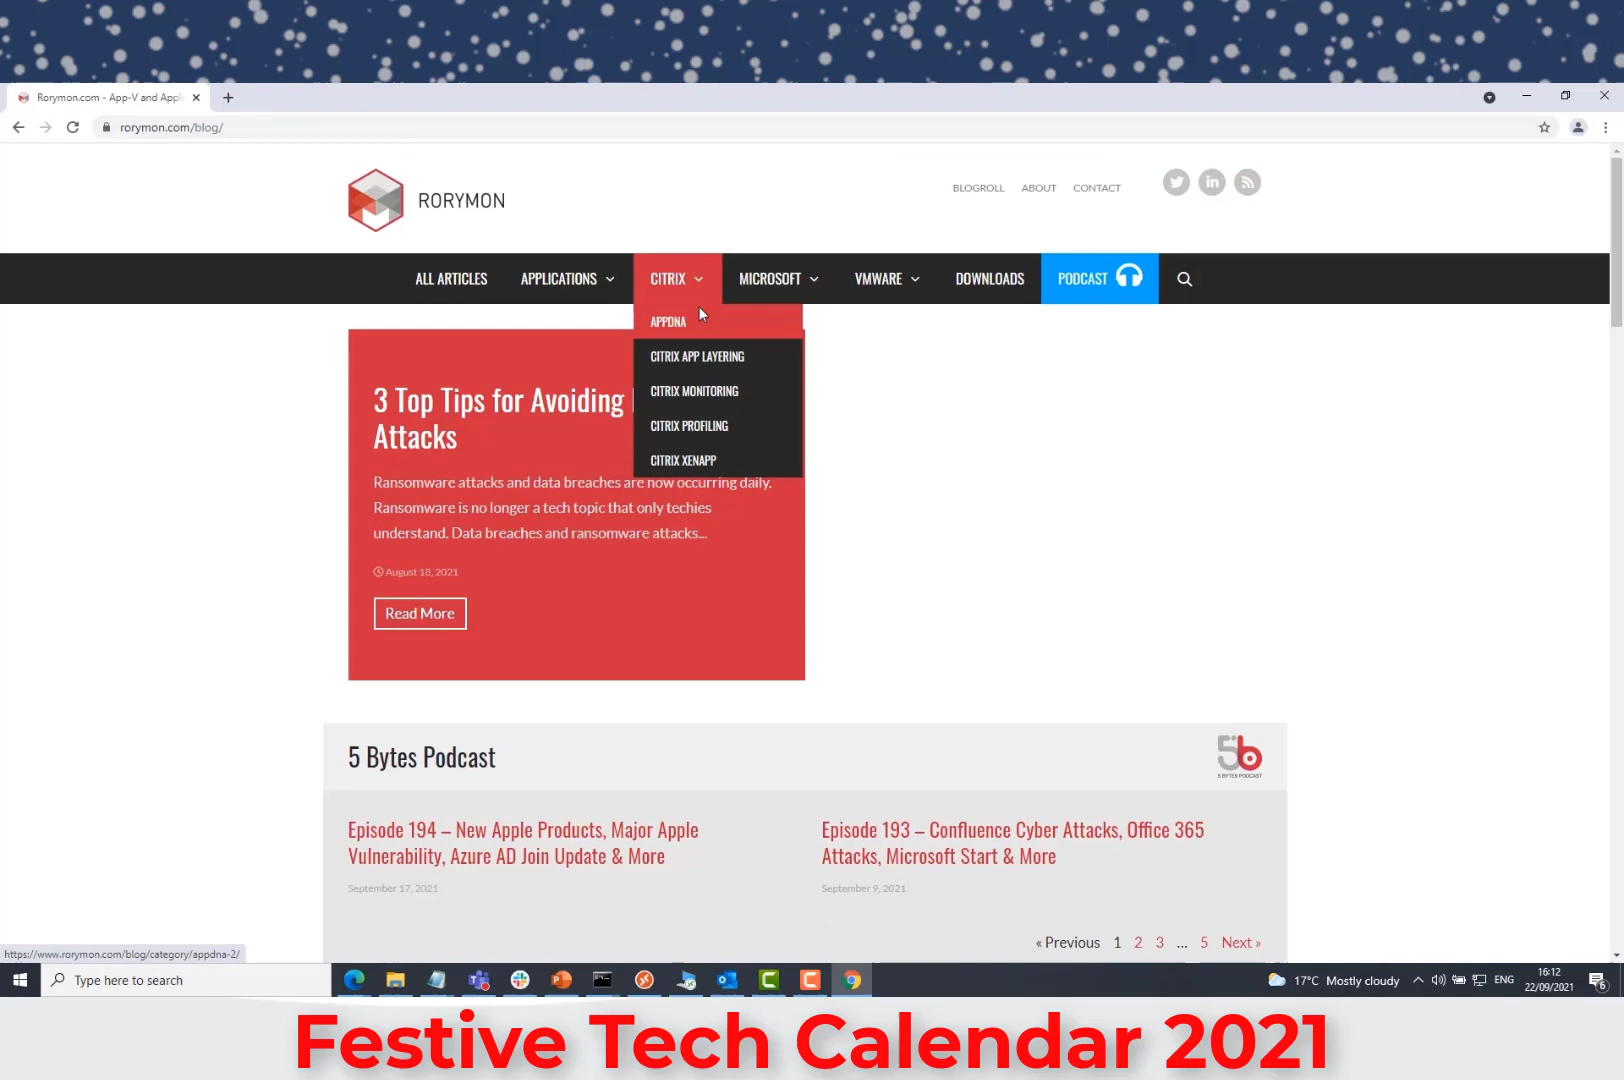 Rorymon.com - App-V and Appl
rorymon.com/blog/
RORYMON
BLOGROLL ABOUT CONTACT
ALL ARTICLES APPLICATIONS CITRIX MICROSOFT VMWARE DOWNLOADS PODCAST
APPDNA
CITRIX APP LAYERING
CITRIX MONITORING
CITRIX PROFILING
CITRIX XENAPP
3 Top Tips for Avoiding
Attacks
Ransomware attacks and data breaches are now occurring daily.
Ransomware is no longer a tech topic that only techies
understand. Data breaches and ransomware attacks...
August 18, 2021
Read More
5 Bytes Podcast
5b
5 BYTES PODCAST
Episode 194 – New Apple Products, Major Apple
Vulnerability, Azure AD Join Update & More
September 17, 2021
Episode 193 – Confluence Cyber Attacks, Office 365
Attacks, Microsoft Start & More
September 9, 2021
« Previous 1 2 3 ... 5 Next »
https://www.rorymon.com/blog/category/appdna-2/
Type here to search
17°C Mostly cloudy
ENG
16:12
22/09/2021
6
Festive Tech Calendar 2021